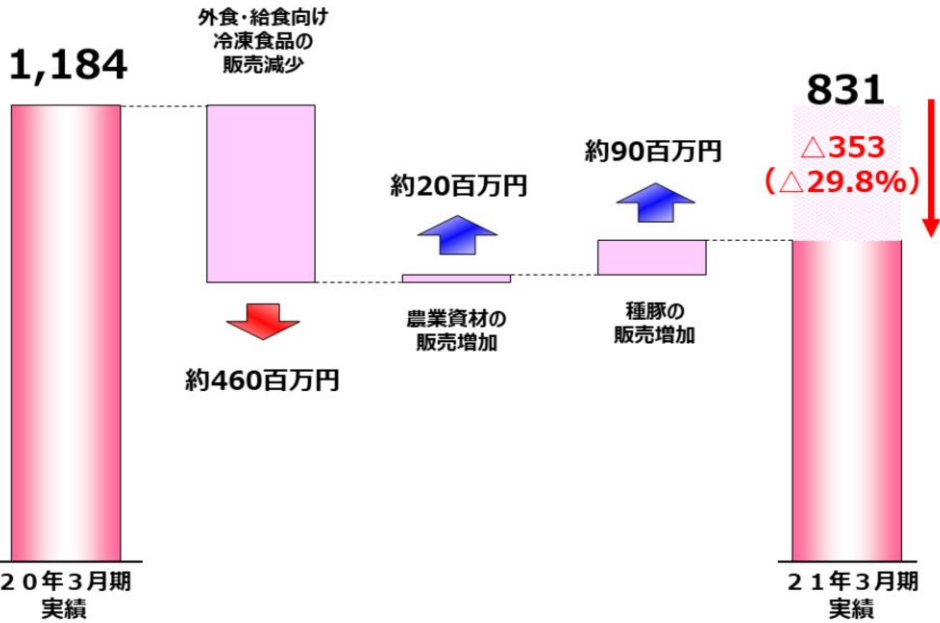 外食・給食向け
冷凍食品の
販売減少
1,184
831
△353
（△29.8%）
約90百万円
約20百万円
農業資材の
販売増加
種豚の
販売増加
約460百万円
２０年３月期
実績
２１年３月期
実績